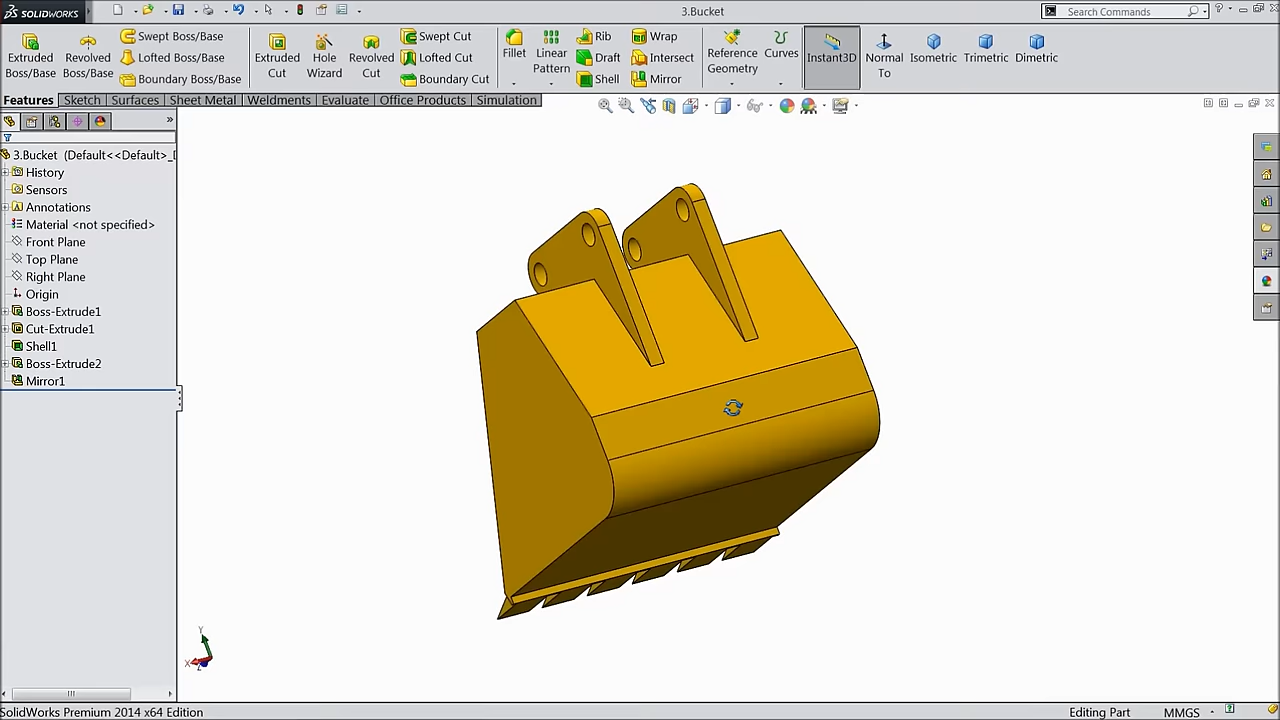 SOLIDWORKS
3.Bucket
Search Commands
Extruded Boss/Base
Revolved Boss/Base
Swept Boss/Base
Lofted Boss/Base
Boundary Boss/Base
Extruded Cut
Hole Wizard
Revolved Cut
Swept Cut
Lofted Cut
Boundary Cut
Fillet
Linear Pattern
Rib
Draft
Shell
Wrap
Intersect
Mirror
Reference Geometry
Curves
Instant3D
Normal To
Isometric
Trimetric
Dimetric
Features
Sketch
Surfaces
Sheet Metal
Weldments
Evaluate
Office Products
Simulation
3.Bucket (Default<<Default>_
History
Sensors
Annotations
Material <not specified>
Front Plane
Top Plane
Right Plane
Origin
Boss-Extrude1
Cut-Extrude1
Shell1
Boss-Extrude2
Mirror1
Y
X
Z
SolidWorks Premium 2014 x64 Edition
Editing Part
MMGS